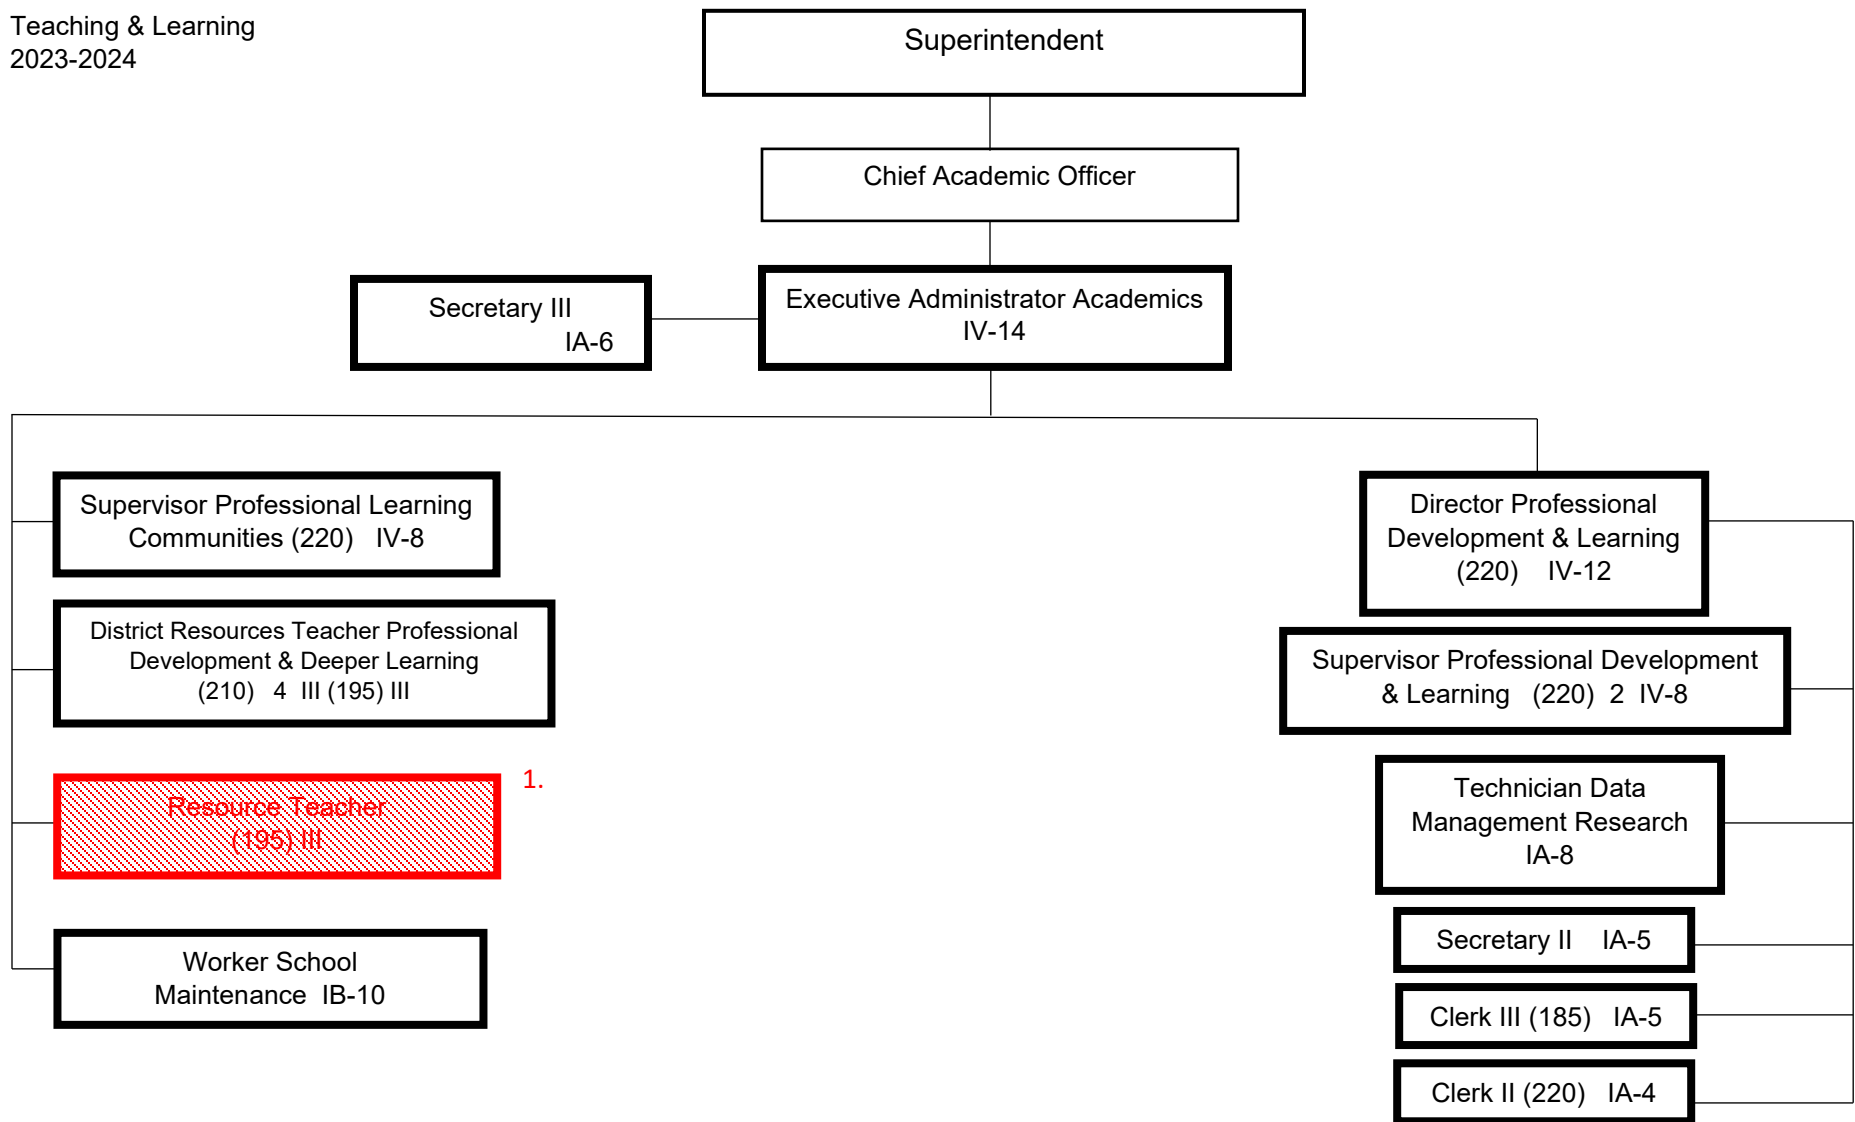 Teaching & Learning
2023-2024
Superintendent
Chief Academic Officer
Executive Administrator Academics
IV-14
Secretary III
IA-6
Supervisor Professional Learning
Communities (220) IV-8
District Resources Teacher Professional
Development & Deeper Learning
(210) 4 III (195) III
1.
Resource Teacher
(195) III
Worker School
Maintenance IB-10
Director Professional
Development & Learning
(220) IV-12
Supervisor Professional Development
& Learning (220) 2 IV-8
Technician Data
Management Research
IA-8
Secretary II IA-5
Clerk III (185) IA-5
Clerk II (220) IA-4